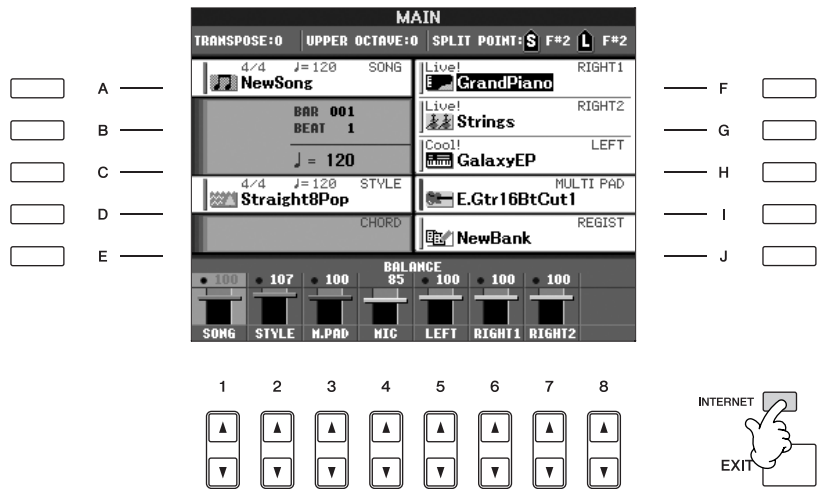 MAIN
TRANSPOSE:0 UPPER OCTAVE:0 SPLIT POINT: S F#2 L F#2
4/4 ♩=120 SONG
NewSong
BAR 001
BEAT 1
♩= 120
4/4 ♩=120 STYLE
Straight8Pop
CHORD
Live! RIGHT1
GrandPiano
Live! RIGHT2
Strings
Cool! LEFT
GalaxyEP
MULTI PAD
E.Gtr16BtCut1
REGIST
NewBank
A
B
C
D
E
F
G
H
I
J
BALANCE
100 107 100 85 100 100 100
SONG STYLE M.PAD MIC LEFT RIGHT1 RIGHT2
1 2 3 4 5 6 7 8
INTERNET
EXIT